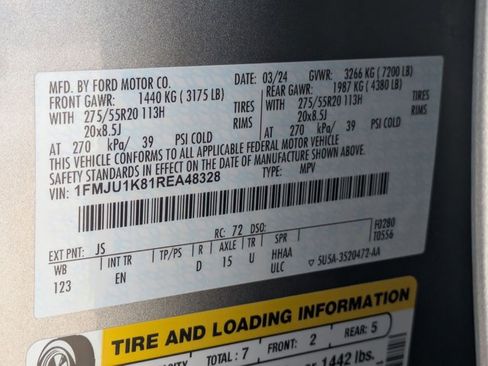 MFD. BY FORD MOTOR CO. DATE: 03/24 GVWR: 3266 KG ( 7200 LB)
FRONT GAWR: 1440 KG ( 3175 LB) REAR GAWR: 1987 KG ( 4380 LB)
WITH 275/55R20 113H TIRES WITH 275/55R20 113H TIRES
20x8.5J RIMS 20x8.5J RIMS
AT 270 kPa/ 39 PSI COLD AT 270 kPa/ 39 PSI COLD
THIS VEHICLE CONFORMS TO ALL APPLICABLE FEDERAL MOTOR VEHICLE
SAFETY STANDARDS IN EFFECT ON THE DATE OF MANUFACTURE SHOWN ABOVE.
VIN: 1FMJU1K81REA48328 TYPE: MPV
EXT PNT: JS RC: 72 DSO: F0280
T0556
WB INT TR TP/PS R AXLE TR SPR
123 EN D 15 U HHAA
ULC ▽ 5U5A-3520472-AA
TIRE AND LOADING INFORMATION
TOTAL : 7 FRONT: 2 REAR: 5
1442 lbs.